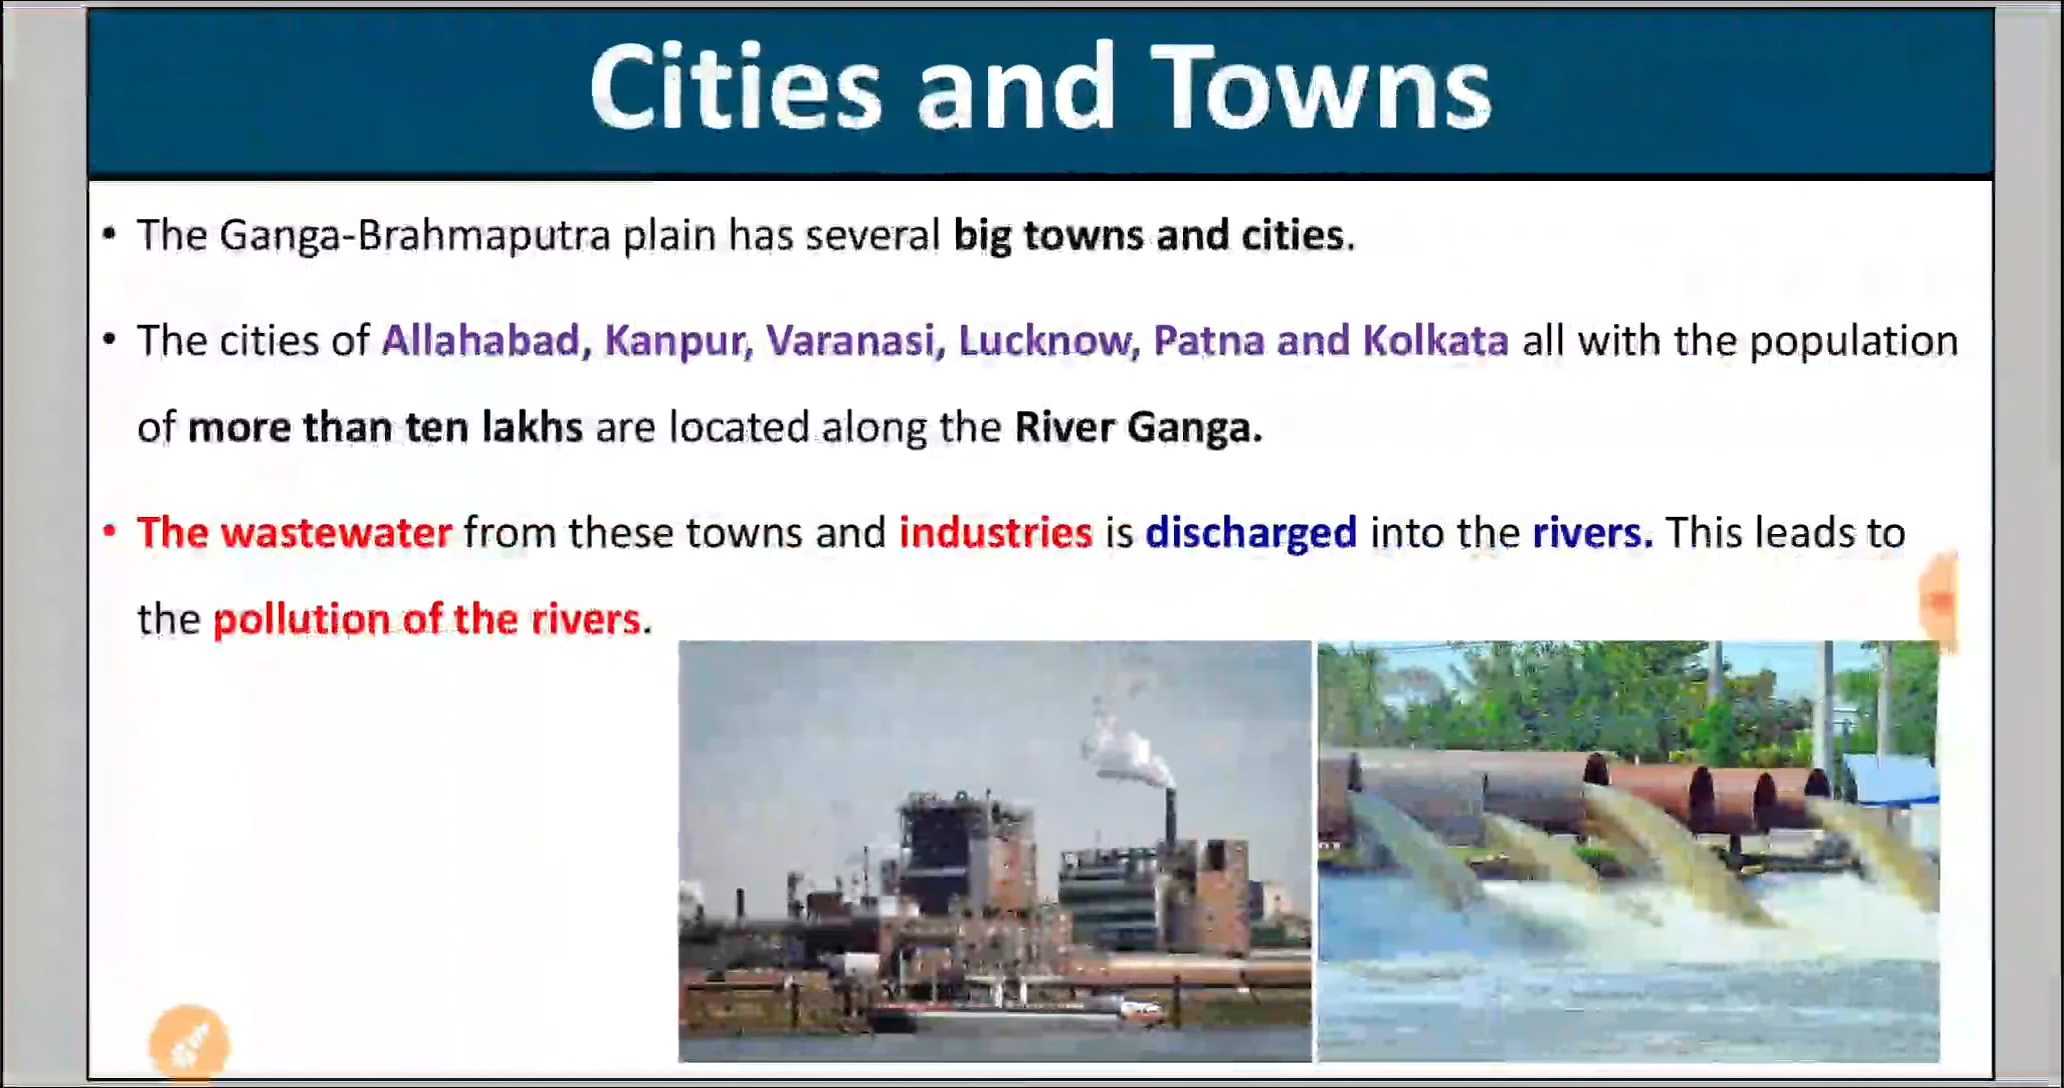 Cities and Towns
• The Ganga-Brahmaputra plain has several big towns and cities.
• The cities of Allahabad, Kanpur, Varanasi, Lucknow, Patna and Kolkata all with the population
of more than ten lakhs are located along the River Ganga.
• The wastewater from these towns and industries is discharged into the rivers. This leads to
the pollution of the rivers.